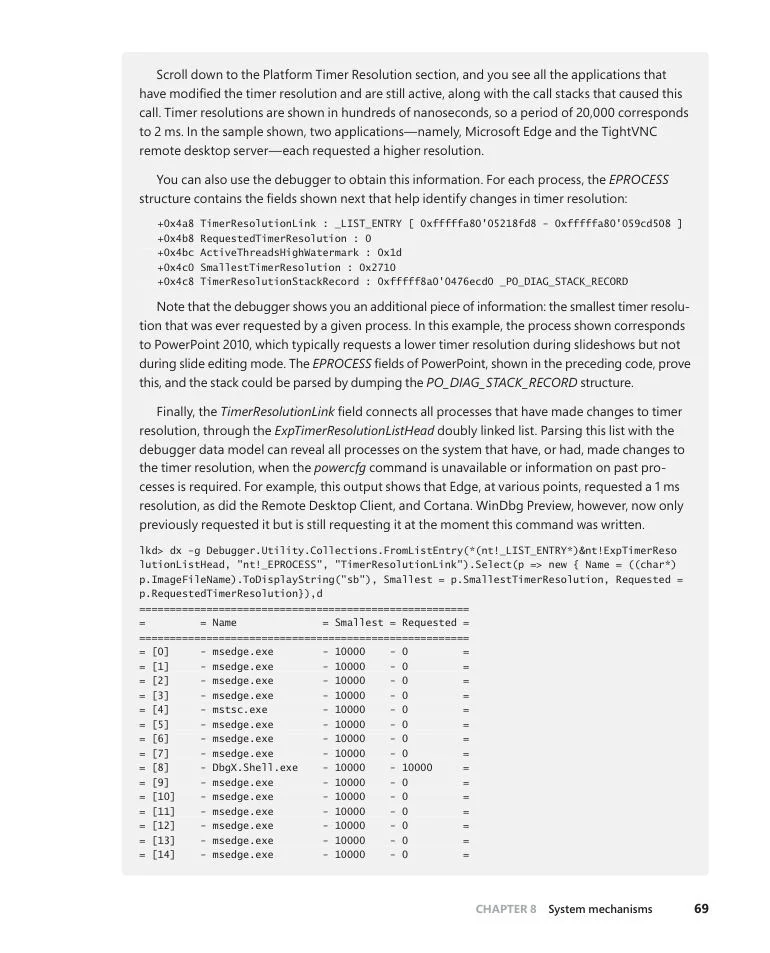 Scroll down to the Platform Timer Resolution section, and you see all the applications that
have modified the timer resolution and are still active, along with the call stacks that caused this
call. Timer resolutions are shown in hundreds of nanoseconds, so a period of 20,000 corresponds
to 2 ms. In the sample shown, two applications—namely, Microsoft Edge and the TightVNC
remote desktop server—each requested a higher resolution.
You can also use the debugger to obtain this information. For each process, the EPROCESS
structure contains the fields shown next that help identify changes in timer resolution:
+0x4a8 TimerResolutionLink : _LIST_ENTRY [ 0xfffffa80'05218fd8 - 0xfffffa80'059cd508 ]
+0x4b8 RequestedTimerResolution : 0
+0x4bc ActiveThreadsHighWatermark : 0x1d
+0x4c0 SmallestTimerResolution : 0x2710
+0x4c8 TimerResolutionStackRecord : 0xfffff8a0'0476ecd0 _PO_DIAG_STACK_RECORD
Note that the debugger shows you an additional piece of information: the smallest timer resolu-
tion that was ever requested by a given process. In this example, the process shown corresponds
to PowerPoint 2010, which typically requests a lower timer resolution during slideshows but not
during slide editing mode. The EPROCESS fields of PowerPoint, shown in the preceding code, prove
this, and the stack could be parsed by dumping the PO_DIAG_STACK_RECORD structure.
Finally, the TimerResolutionLink field connects all processes that have made changes to timer
resolution, through the ExpTimerResolutionListHead doubly linked list. Parsing this list with the
debugger data model can reveal all processes on the system that have, or had, made changes to
the timer resolution, when the powercfg command is unavailable or information on past pro-
cesses is required. For example, this output shows that Edge, at various points, requested a 1 ms
resolution, as did the Remote Desktop Client, and Cortana. WinDbg Preview, however, now only
previously requested it but is still requesting it at the moment this command was written.
lkd> dx -g Debugger.Utility.Collections.FromListEntry(*(nt!_LIST_ENTRY*)&nt!ExpTimerReso
lutionListHead, "nt!_EPROCESS", "TimerResolutionLink").Select(p => new { Name = ((char*)
p.ImageFileName).ToDisplayString("sb"), Smallest = p.SmallestTimerResolution, Requested =
p.RequestedTimerResolution}),d
======================================================
= = Name = Smallest = Requested =
======================================================
= [0] - msedge.exe - 10000 - 0 =
= [1] - msedge.exe - 10000 - 0 =
= [2] - msedge.exe - 10000 - 0 =
= [3] - msedge.exe - 10000 - 0 =
= [4] - mstsc.exe - 10000 - 0 =
= [5] - msedge.exe - 10000 - 0 =
= [6] - msedge.exe - 10000 - 0 =
= [7] - msedge.exe - 10000 - 0 =
= [8] - DbgX.Shell.exe - 10000 - 10000 =
= [9] - msedge.exe - 10000 - 0 =
= [10] - msedge.exe - 10000 - 0 =
= [11] - msedge.exe - 10000 - 0 =
= [12] - msedge.exe - 10000 - 0 =
= [13] - msedge.exe - 10000 - 0 =
= [14] - msedge.exe - 10000 - 0 =
CHAPTER 8 System mechanisms 69